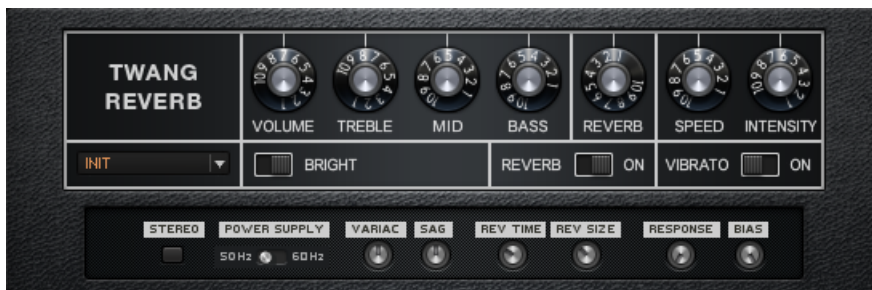 TWANG
REVERB
VOLUME TREBLE MID BASS REVERB SPEED INTENSITY
INIT BRIGHT REVERB ON VIBRATO ON
STEREO POWER SUPPLY VARIAC SAG REV TIME REV SIZE RESPONSE BIAS
50Hz 60Hz